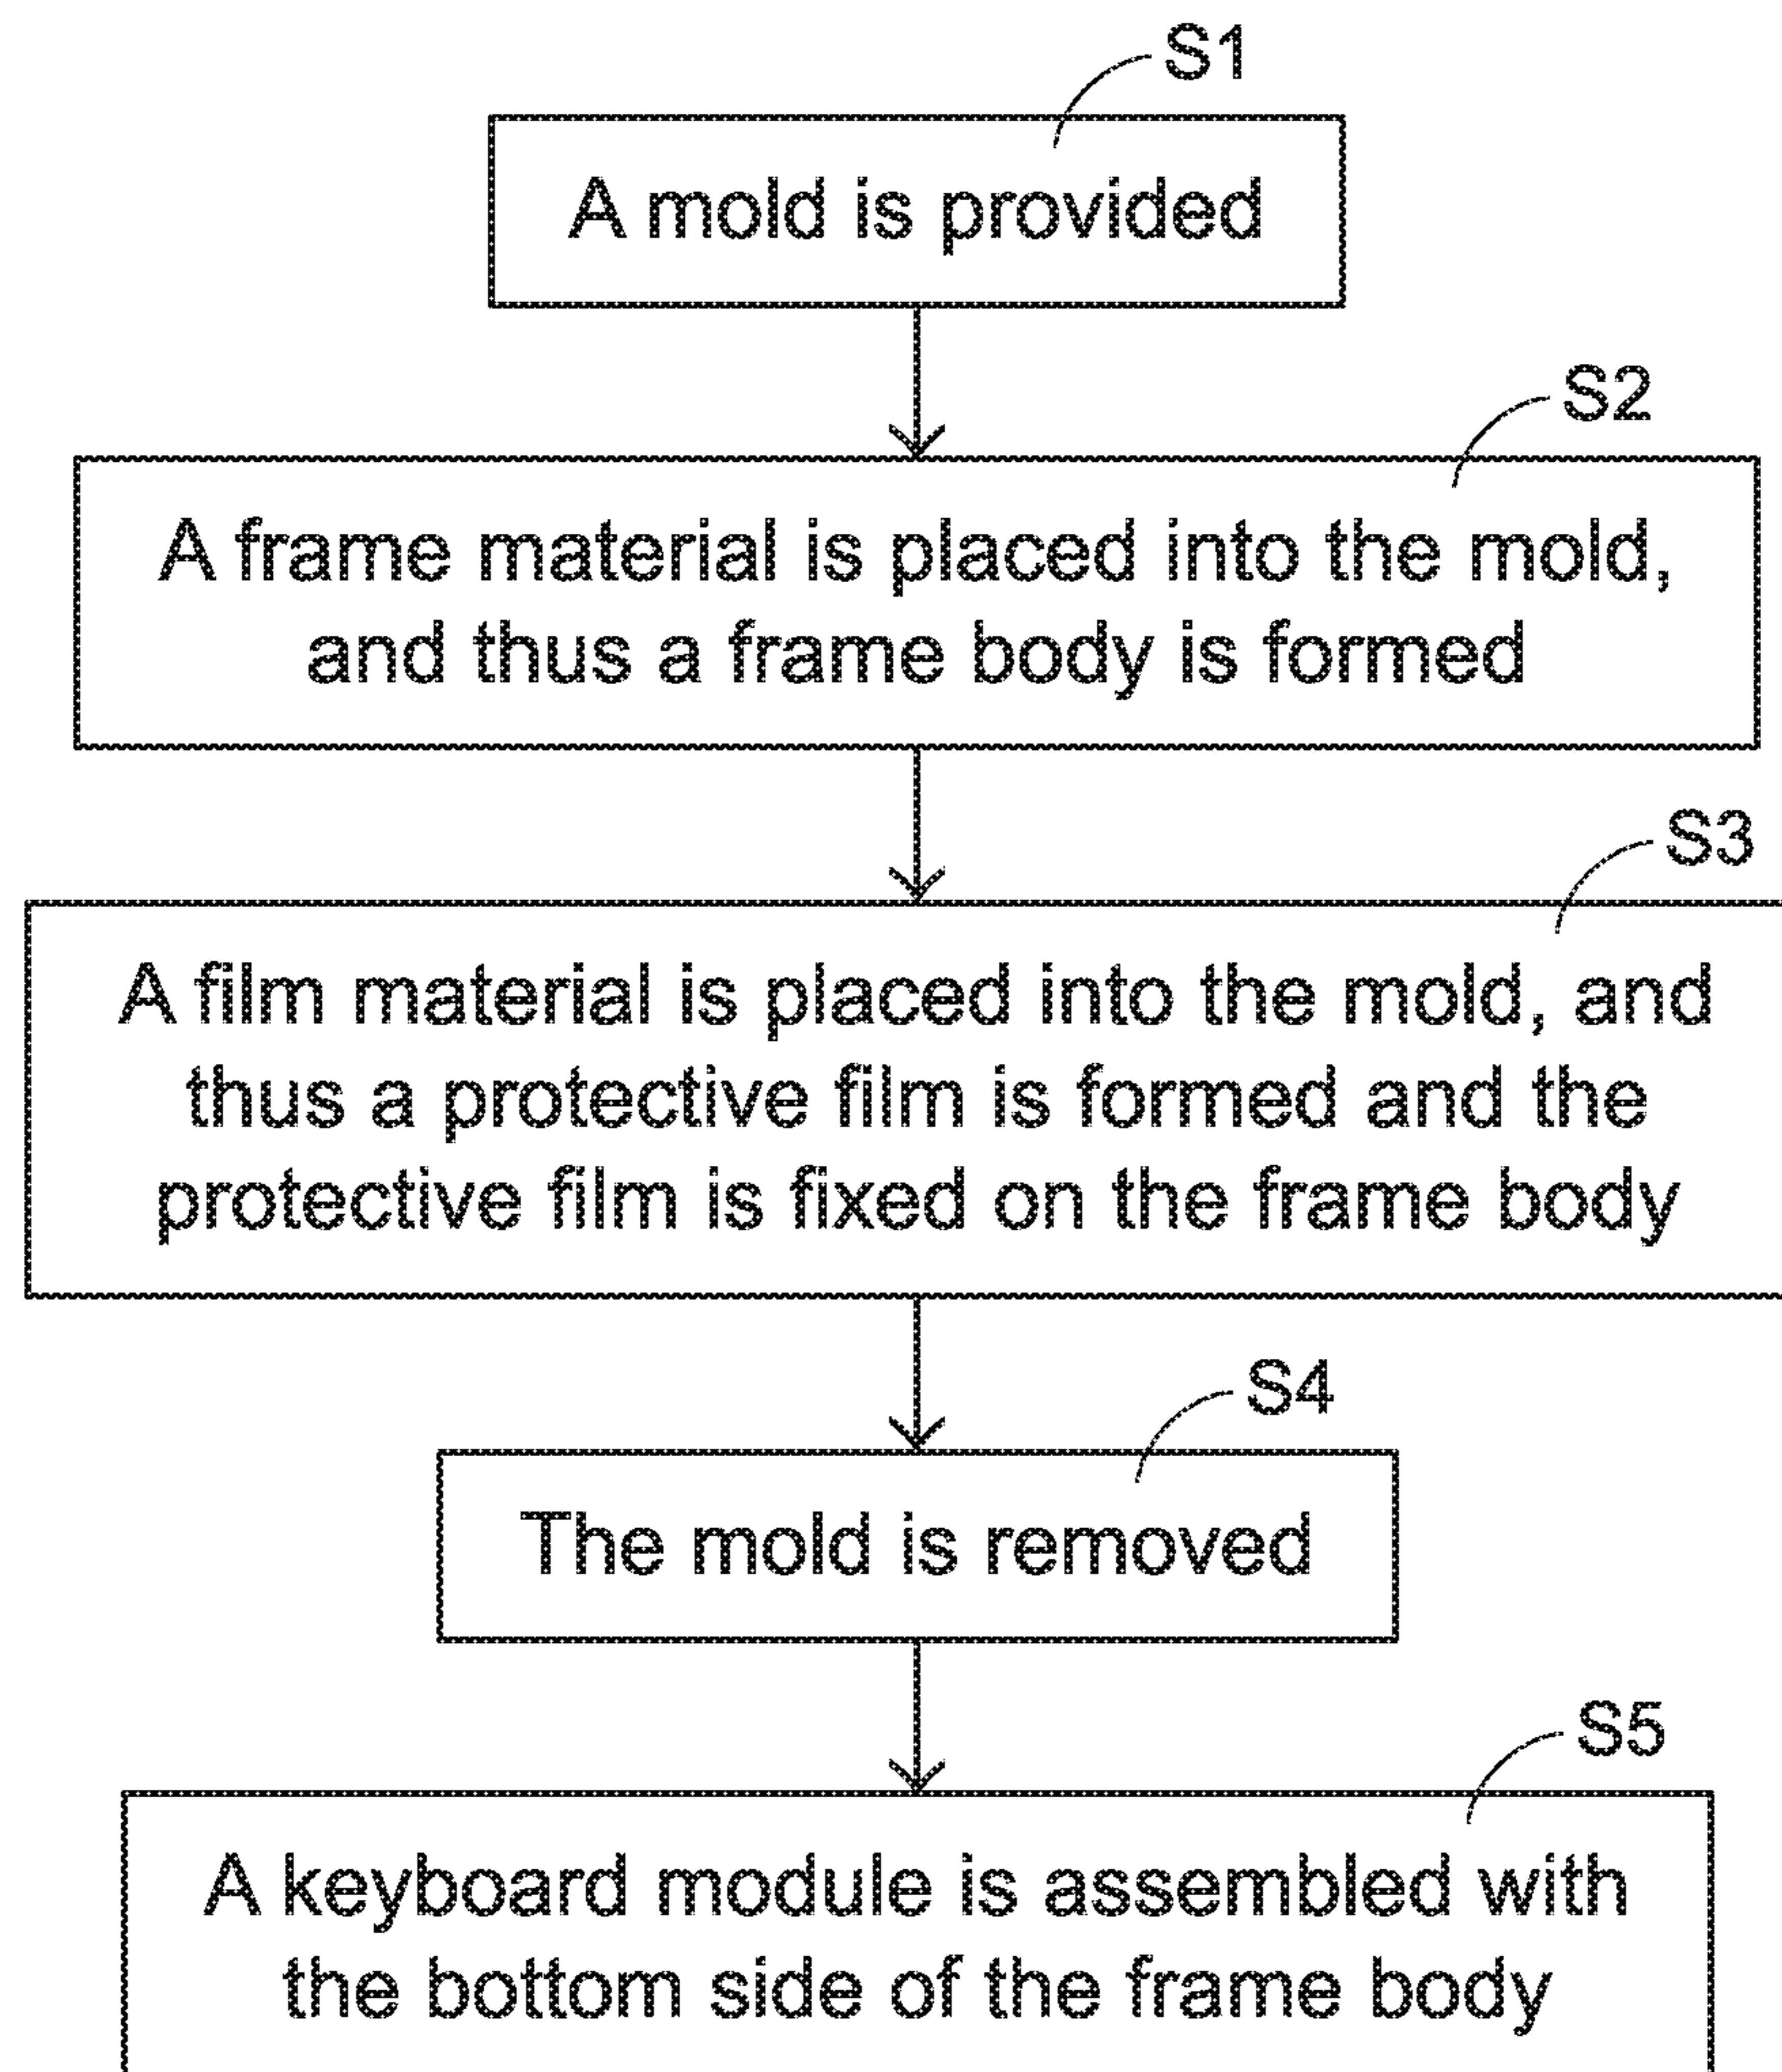 S1
A mold is provided
S2
A frame material is placed into the mold,
and thus a frame body is formed
S3
A film material is placed into the mold, and
thus a protective film is formed and the
protective film is fixed on the frame body
S4
The mold is removed
S5
A keyboard module is assembled with
the bottom side of the frame body